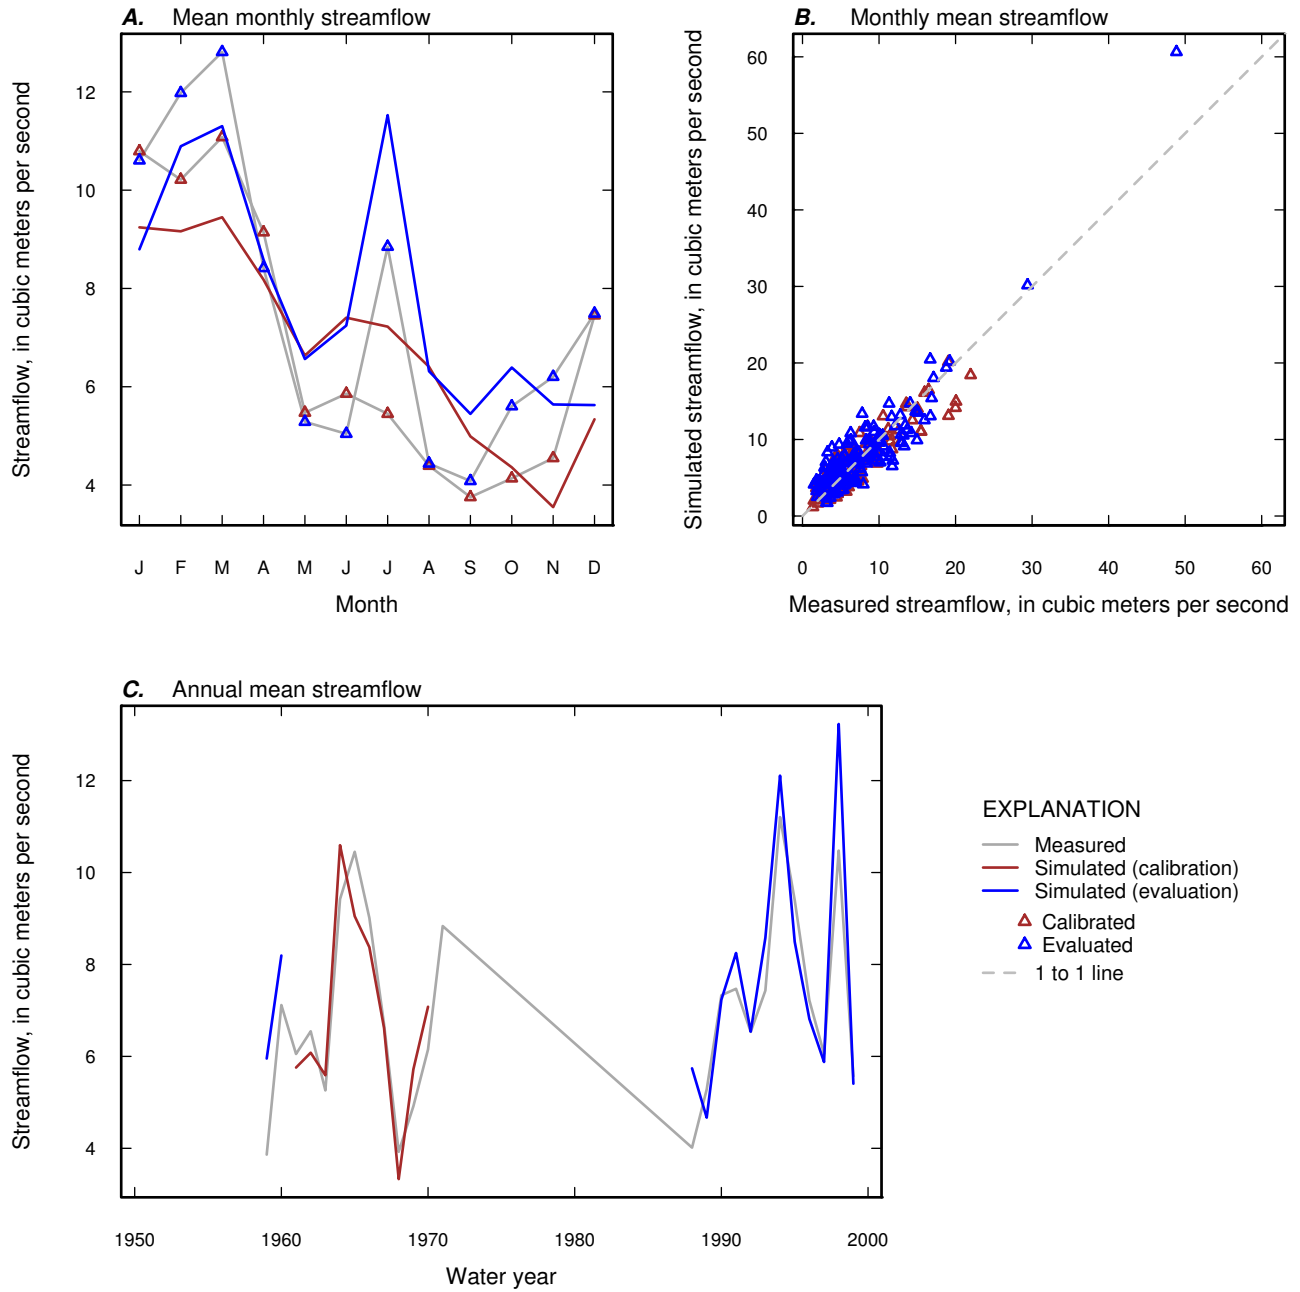 A. Mean monthly streamflow
Streamflow, in cubic meters per second
12
10
8
6
4
J F M A M J J A S O N D
Month
B. Monthly mean streamflow
Simulated streamflow, in cubic meters per second
60
50
40
30
20
10
0
0 10 20 30 40 50 60
Measured streamflow, in cubic meters per second
C. Annual mean streamflow
Streamflow, in cubic meters per second
12
10
8
6
4
1950 1960 1970 1980 1990 2000
Water year
EXPLANATION
Measured
Simulated (calibration)
Simulated (evaluation)
Calibrated
Evaluated
1 to 1 line